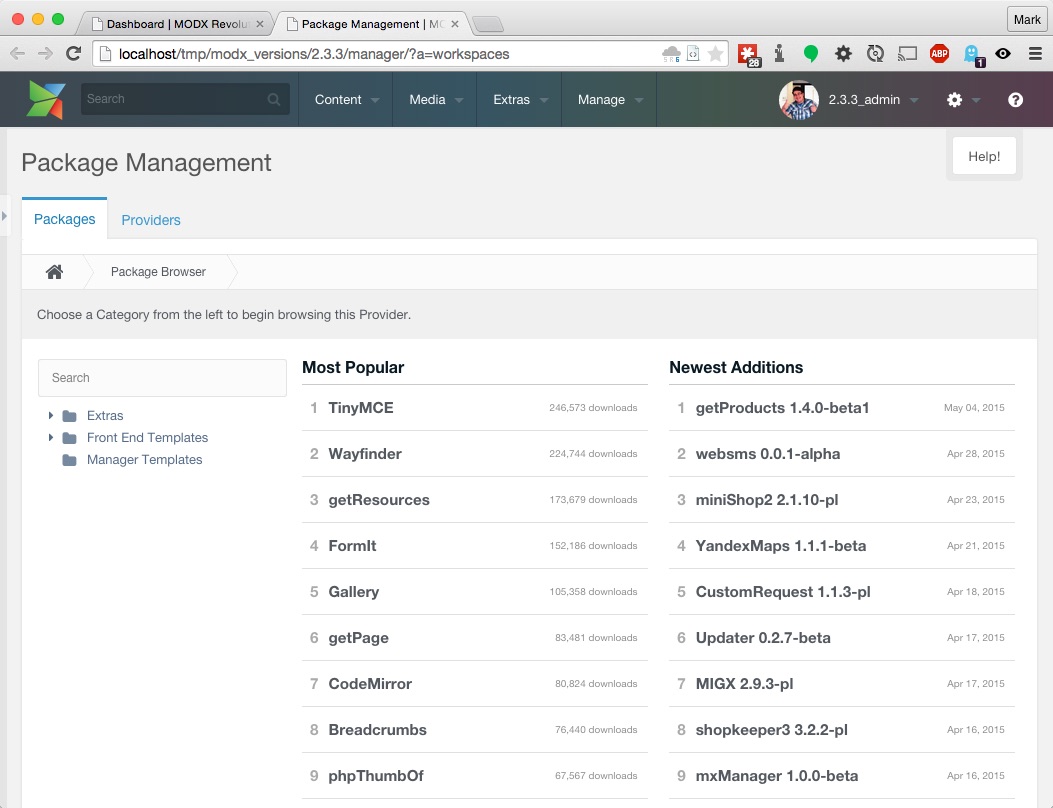 Dashboard | MODX Revolu
Package Management | MO
Mark
localhost/tmp/modx_versions/2.3.3/manager/?a=workspaces
28
ABP
1
Search
Content
Media
Extras
Manage
2.3.3_admin
Package Management
Help!
Packages
Providers
Package Browser
Choose a Category from the left to begin browsing this Provider.
Search
Extras
Front End Templates
Manager Templates
Most Popular
1 TinyMCE 246,573 downloads
2 Wayfinder 224,744 downloads
3 getResources 173,679 downloads
4 FormIt 152,186 downloads
5 Gallery 105,358 downloads
6 getPage 83,481 downloads
7 CodeMirror 80,824 downloads
8 Breadcrumbs 76,440 downloads
9 phpThumbOf 67,567 downloads
Newest Additions
1 getProducts 1.4.0-beta1 May 04, 2015
2 websms 0.0.1-alpha Apr 28, 2015
3 miniShop2 2.1.10-pl Apr 23, 2015
4 YandexMaps 1.1.1-beta Apr 21, 2015
5 CustomRequest 1.1.3-pl Apr 18, 2015
6 Updater 0.2.7-beta Apr 17, 2015
7 MIGX 2.9.3-pl Apr 17, 2015
8 shopkeeper3 3.2.2-pl Apr 16, 2015
9 mxManager 1.0.0-beta Apr 16, 2015